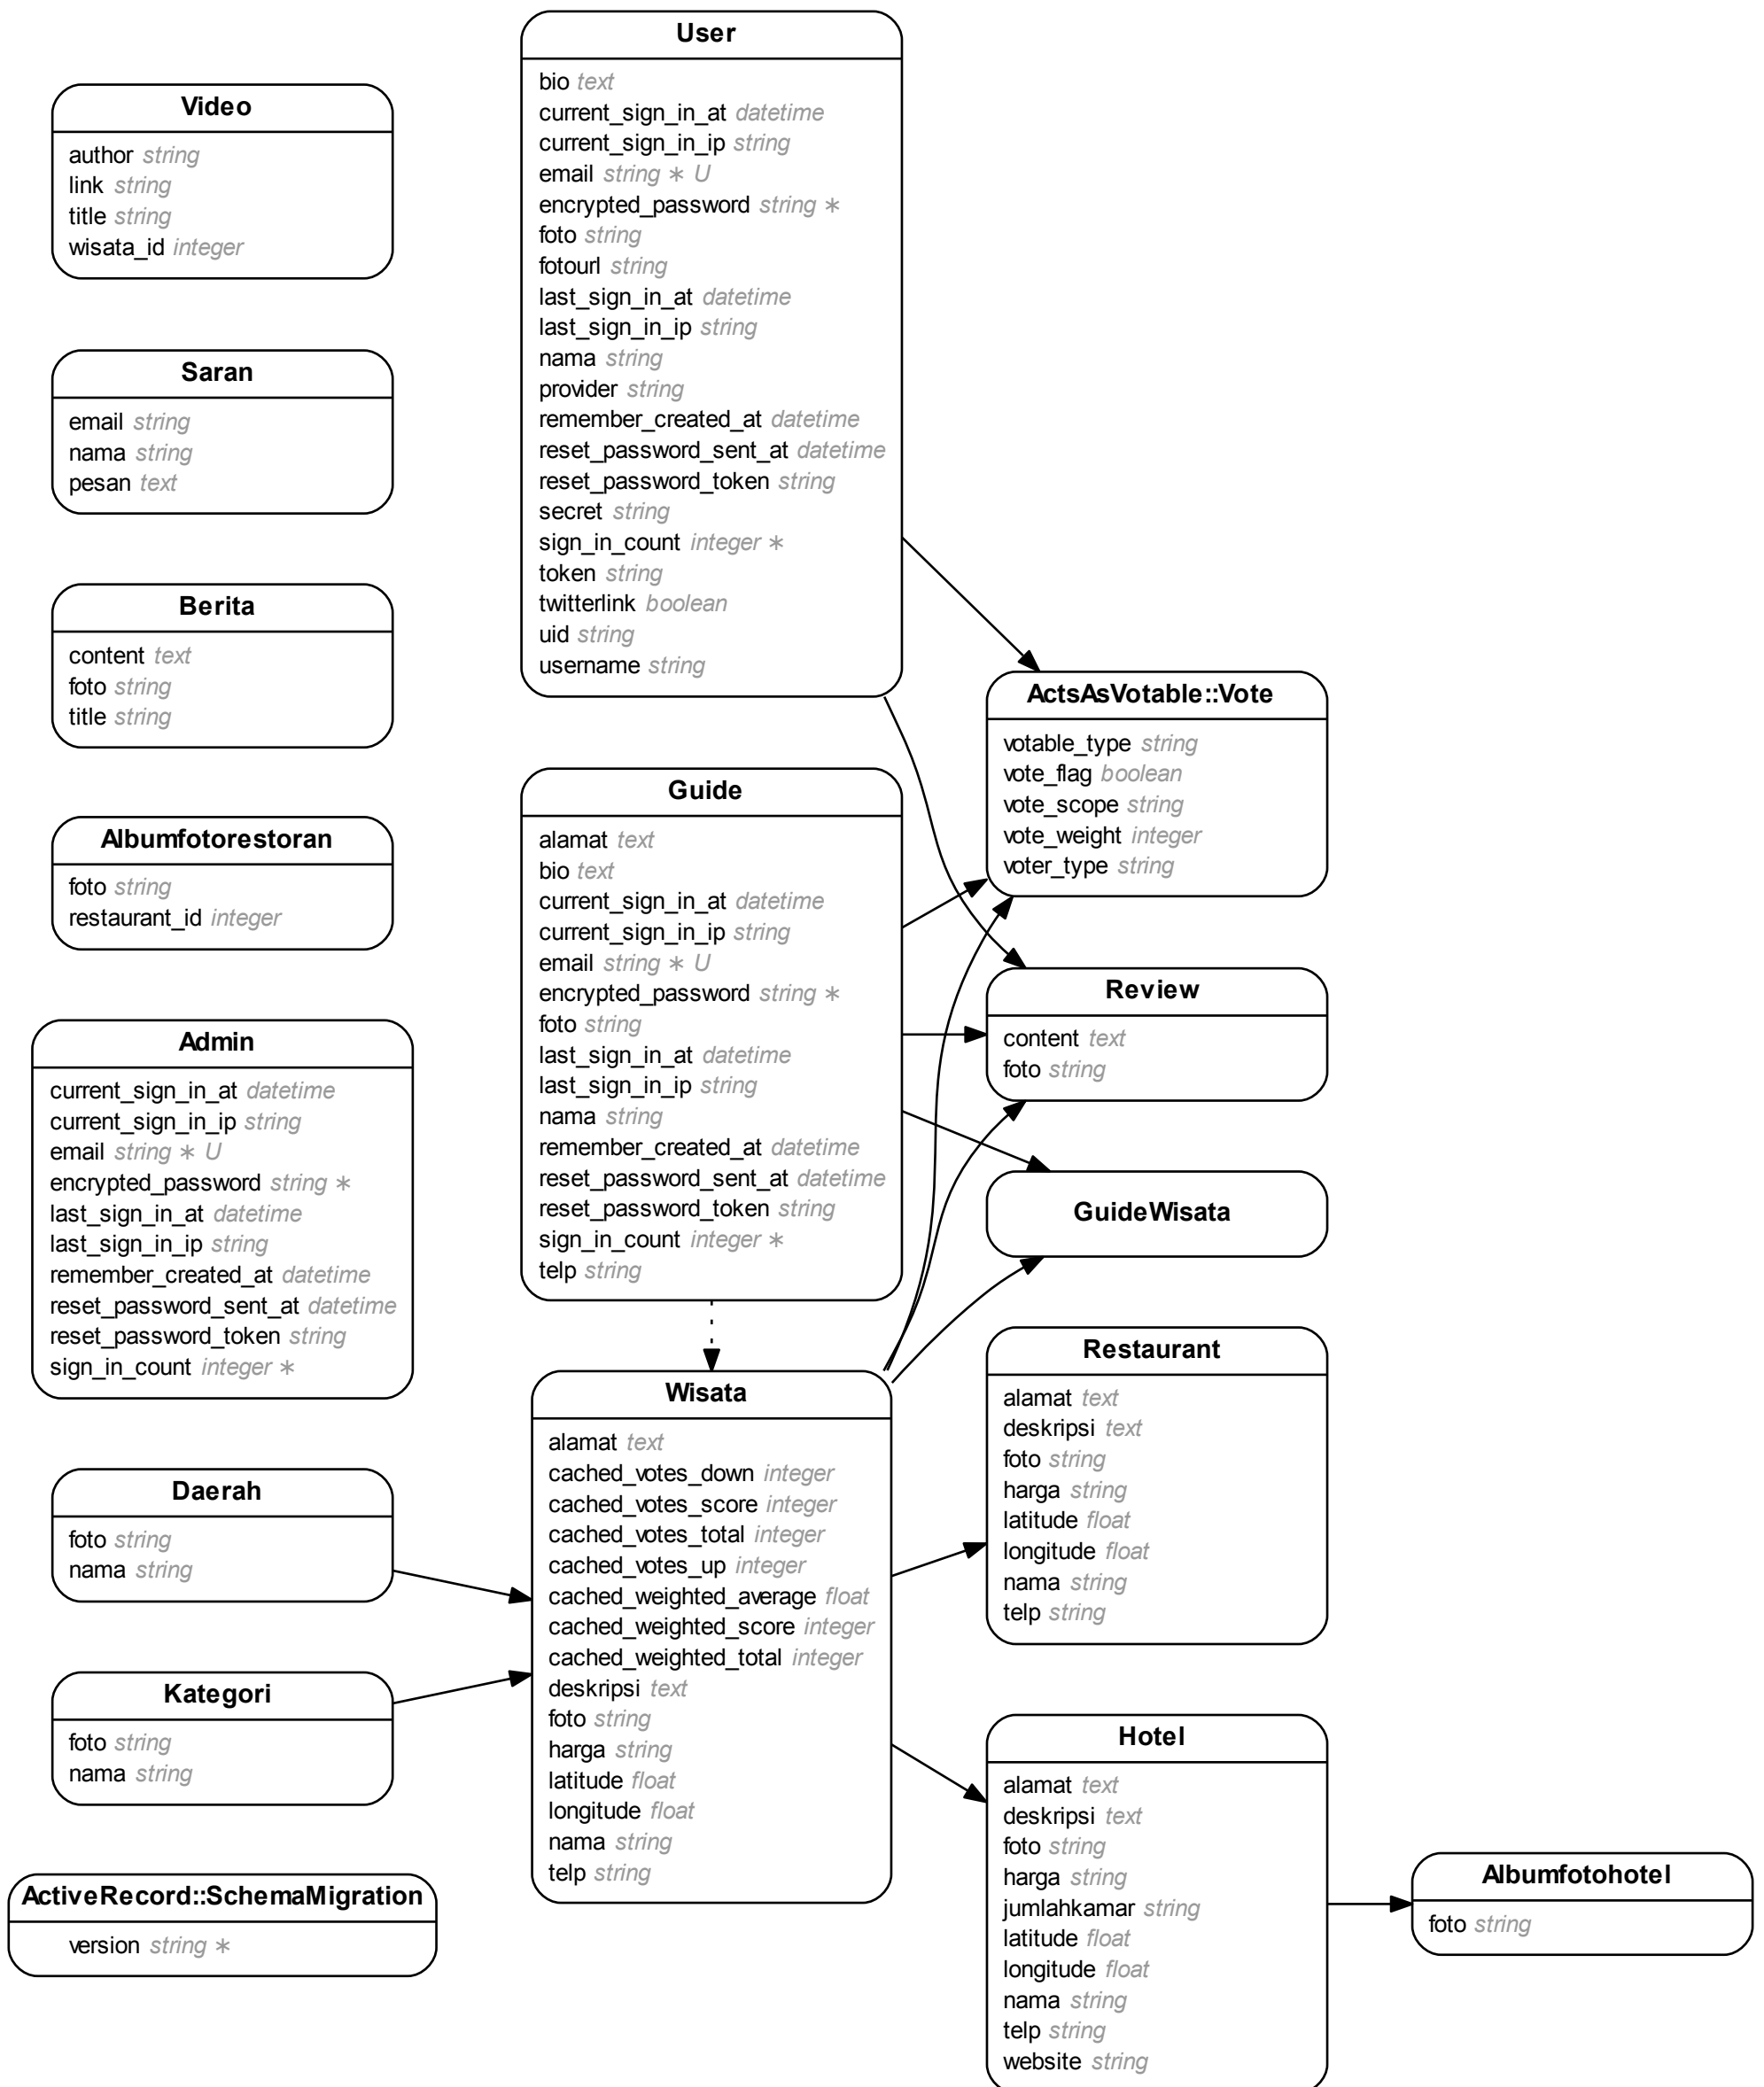 Video
author string
link string
title string
wisata_id integer
Saran
email string
nama string
pesan text
Berita
content text
foto string
title string
Albumfotorestoran
foto string
restaurant_id integer
Admin
current_sign_in_at datetime
current_sign_in_ip string
email string ∗ U
encrypted_password string ∗
last_sign_in_at datetime
last_sign_in_ip string
remember_created_at datetime
reset_password_sent_at datetime
reset_password_token string
sign_in_count integer ∗
Daerah
foto string
nama string
Kategori
foto string
nama string
ActiveRecord::SchemaMigration
version string ∗
User
bio text
current_sign_in_at datetime
current_sign_in_ip string
email string ∗ U
encrypted_password string ∗
foto string
fotourl string
last_sign_in_at datetime
last_sign_in_ip string
nama string
provider string
remember_created_at datetime
reset_password_sent_at datetime
reset_password_token string
secret string
sign_in_count integer ∗
token string
twitterlink boolean
uid string
username string
Guide
alamat text
bio text
current_sign_in_at datetime
current_sign_in_ip string
email string ∗ U
encrypted_password string ∗
foto string
last_sign_in_at datetime
last_sign_in_ip string
nama string
remember_created_at datetime
reset_password_sent_at datetime
reset_password_token string
sign_in_count integer ∗
telp string
Wisata
alamat text
cached_votes_down integer
cached_votes_score integer
cached_votes_total integer
cached_votes_up integer
cached_weighted_average float
cached_weighted_score integer
cached_weighted_total integer
deskripsi text
foto string
harga string
latitude float
longitude float
nama string
telp string
ActsAsVotable::Vote
votable_type string
vote_flag boolean
vote_scope string
vote_weight integer
voter_type string
Review
content text
foto string
GuideWisata
Restaurant
alamat text
deskripsi text
foto string
harga string
latitude float
longitude float
nama string
telp string
Hotel
alamat text
deskripsi text
foto string
harga string
jumlahkamar string
latitude float
longitude float
nama string
telp string
website string
Albumfotohotel
foto string